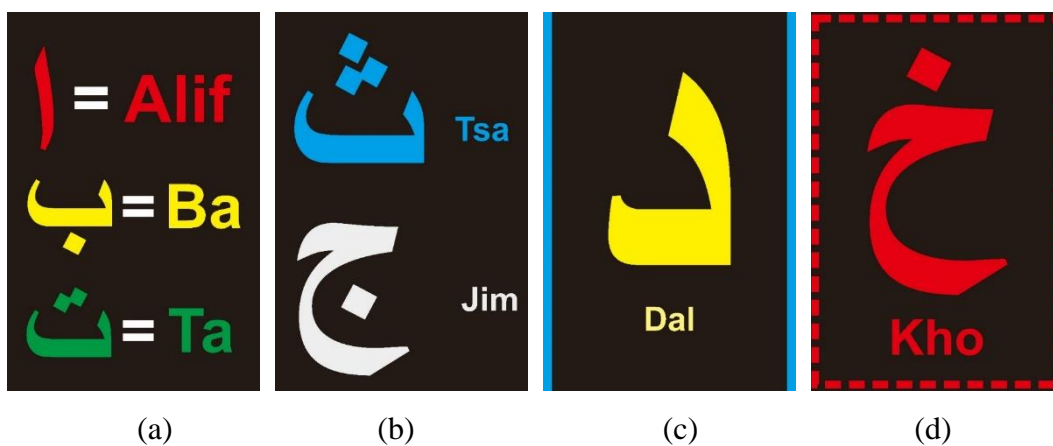 ا = Alif
ب = Ba
ت = Ta
ث Tsa
ج Jim
د
Dal
خ
Kho
(a) (b) (c) (d)